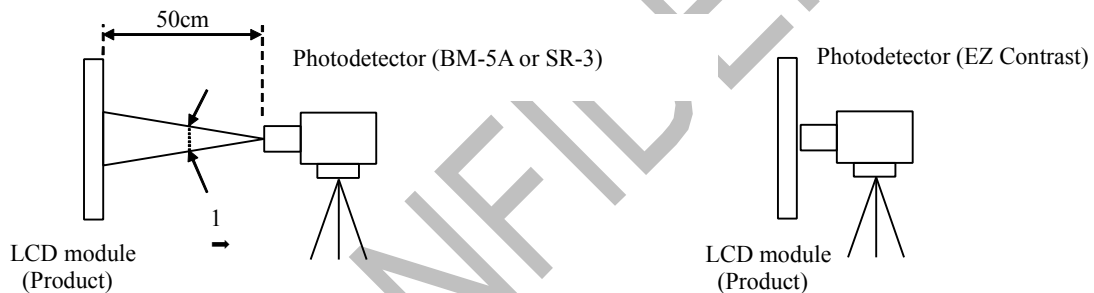 50cm
Photodetector (BM-5A or SR-3)
1
➡
LCD module
(Product)
Photodetector (EZ Contrast)
LCD module
(Product)